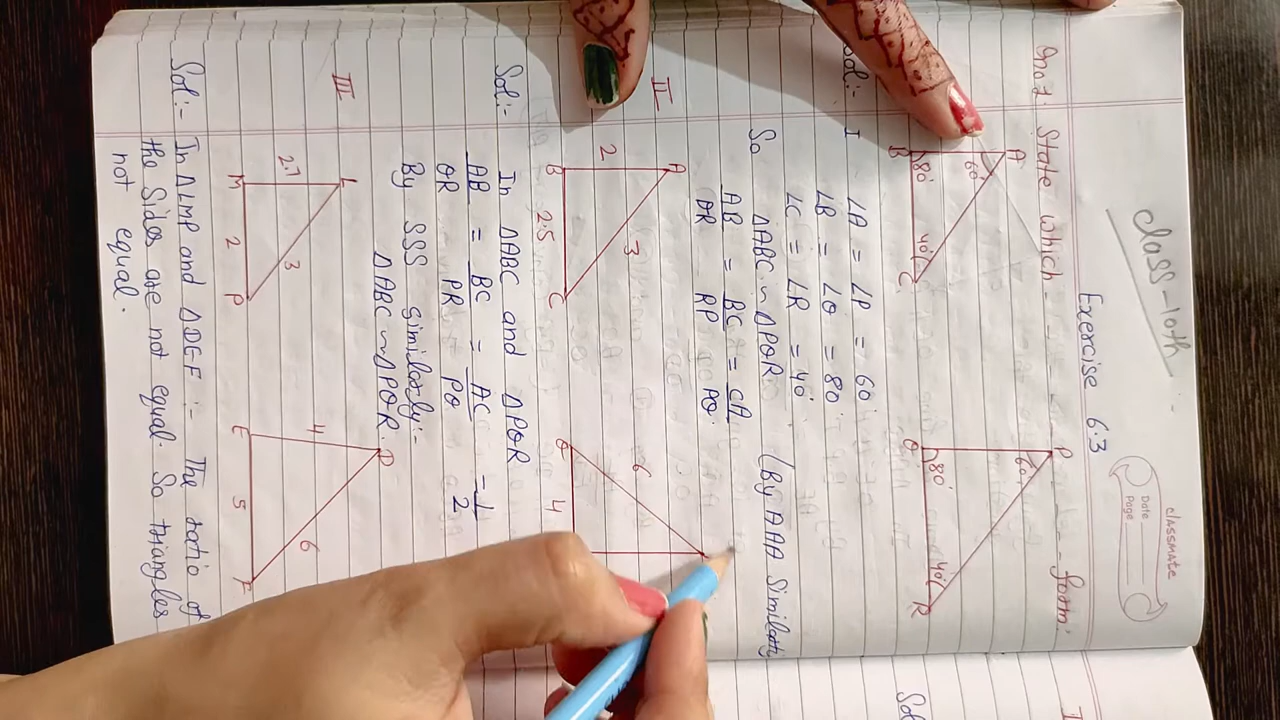 classmate
Date
Page
Class-10th
Exercise 6.3
State which - - - - form:
A
60°
B
80°
40°
C
P
60°
Q
80°
40°
R
Sol:- I
∠A = ∠P = 60°
∠B = ∠Q = 80°
∠C = ∠R = 40°
So ΔABC ~ ΔPQR (By AAA Similarity
AB = BC = CA
QR RP PQ.
II
A
2
3
B
2.5
C
Q
6
4
Sol:- In ΔABC and ΔPQR
AB = BC = AC = 1
QR PR PQ 2
By SSS similarly:-
ΔABC ~ ΔPQR.
III
L
2.7
3
M
2
P
D
4
6
E
5
F
Sol:- In ΔLMP and ΔDEF :- The ratio of
the Sides are not equal. So triangles
not equal.
Sol